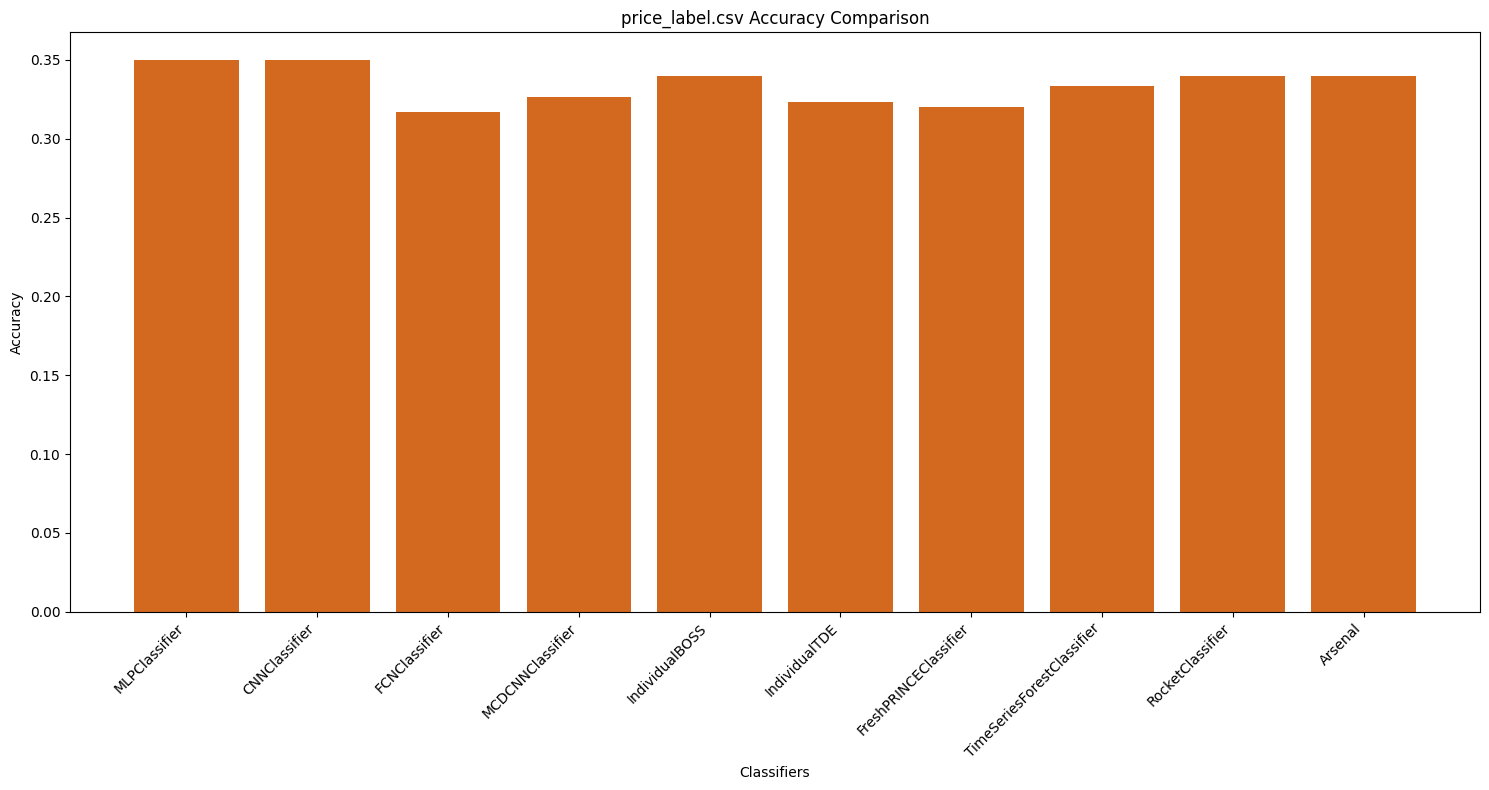 price_label.csv Accuracy Comparison
Accuracy
0.35
0.30
0.25
0.20
0.15
0.10
0.05
0.00
MLPClassifier
CNNClassifier
FCNClassifier
MCDCNNClassifier
IndividualBOSS
IndividualTDE
FreshPRINCEClassifier
TimeSeriesForestClassifier
RocketClassifier
Arsenal
Classifiers